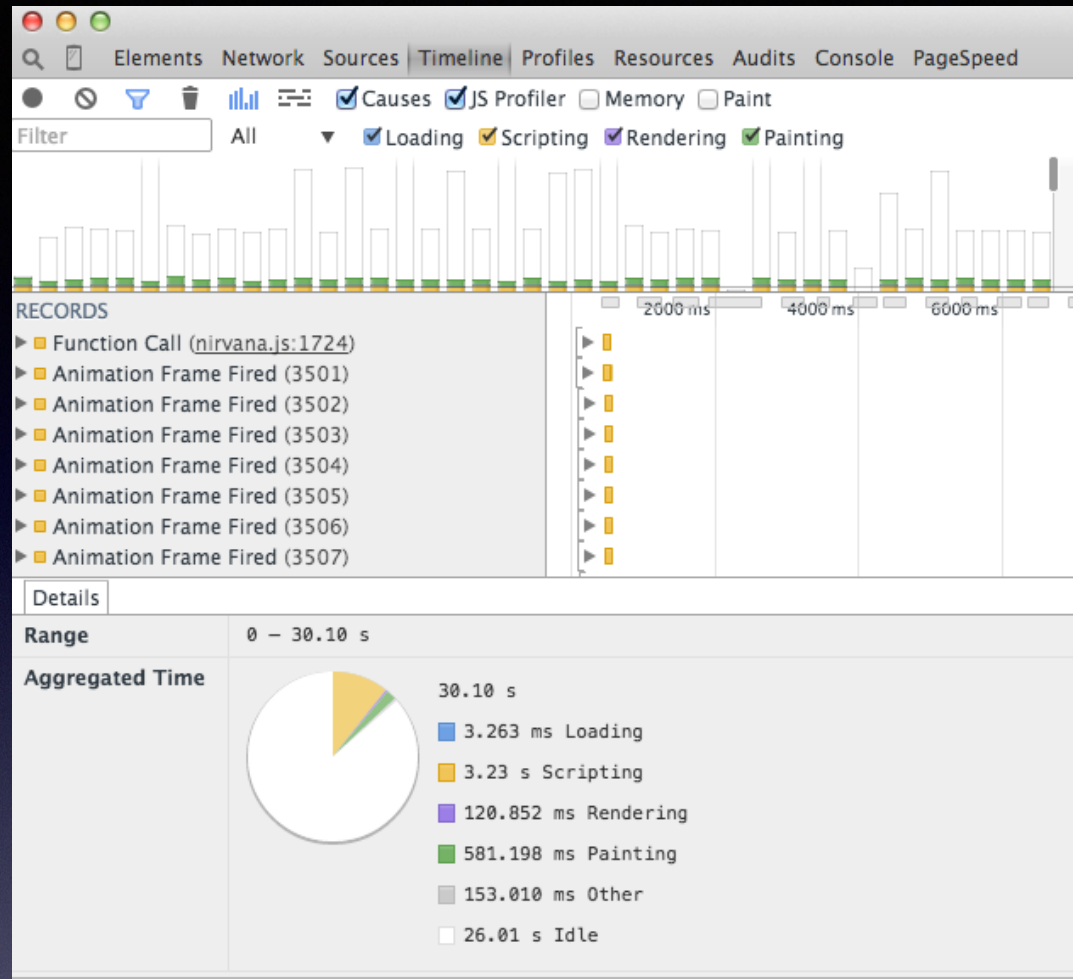 Elements Network Sources Timeline Profiles Resources Audits Console PageSpeed
Causes JS Profiler Memory Paint
Filter All Loading Scripting Rendering Painting
RECORDS 2000 ms 4000 ms 6000 ms
Function Call (nirvana.js:1724)
Animation Frame Fired (3501)
Animation Frame Fired (3502)
Animation Frame Fired (3503)
Animation Frame Fired (3504)
Animation Frame Fired (3505)
Animation Frame Fired (3506)
Animation Frame Fired (3507)
Details
Range 0 – 30.10 s
Aggregated Time
30.10 s
3.263 ms Loading
3.23 s Scripting
120.852 ms Rendering
581.198 ms Painting
153.010 ms Other
26.01 s Idle